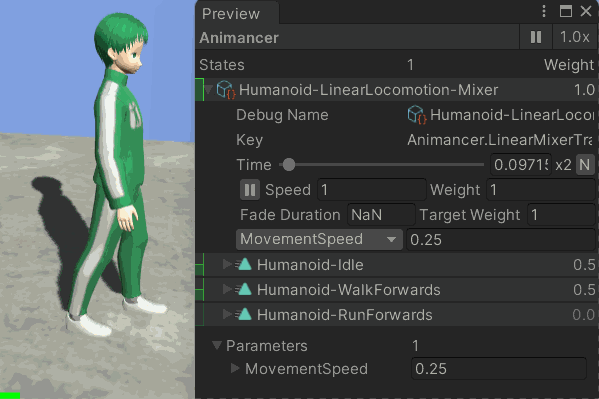 Preview
Animancer 1.0x
States 1 Weight
Humanoid-LinearLocomotion-Mixer 1.0
Debug Name Humanoid-LinearLoco
Key Animancer.LinearMixerTra
Time 0.0971 x2 N
Speed 1 Weight 1
Fade Duration NaN Target Weight 1
MovementSpeed 0.25
Humanoid-Idle 0.5
Humanoid-WalkForwards 0.5
Humanoid-RunForwards 0.0
Parameters 1
MovementSpeed 0.25